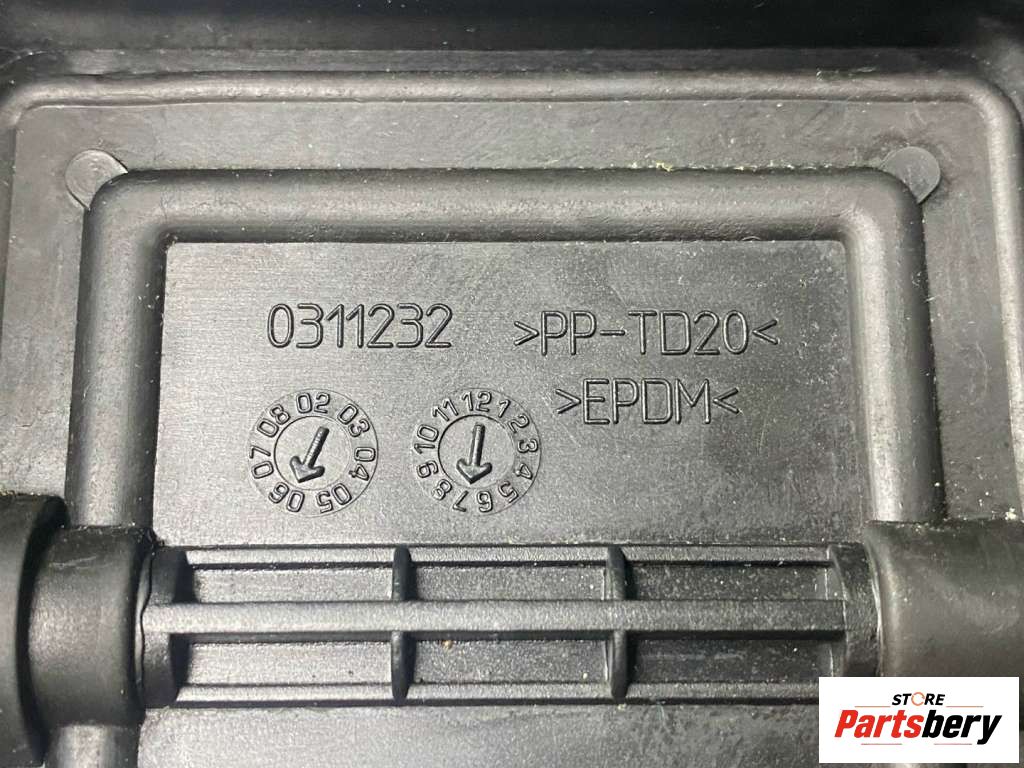 0311232 >PP-TD20<
>EPDM<
02 03 04 05 06 07 08
1 2 3 4 5 6 7 8 9 10 11 12
STORE
Partsbery